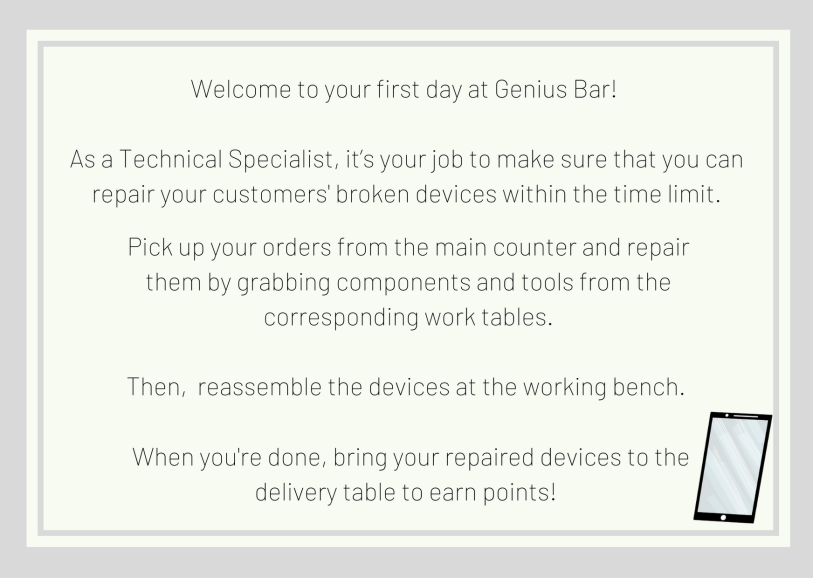 Welcome to your first day at Genius Bar!
As a Technical Specialist, it’s your job to make sure that you can
repair your customers' broken devices within the time limit.
Pick up your orders from the main counter and repair
them by grabbing components and tools from the
corresponding work tables.
Then,  reassemble the devices at the working bench.
When you're done, bring your repaired devices to the
delivery table to earn points!